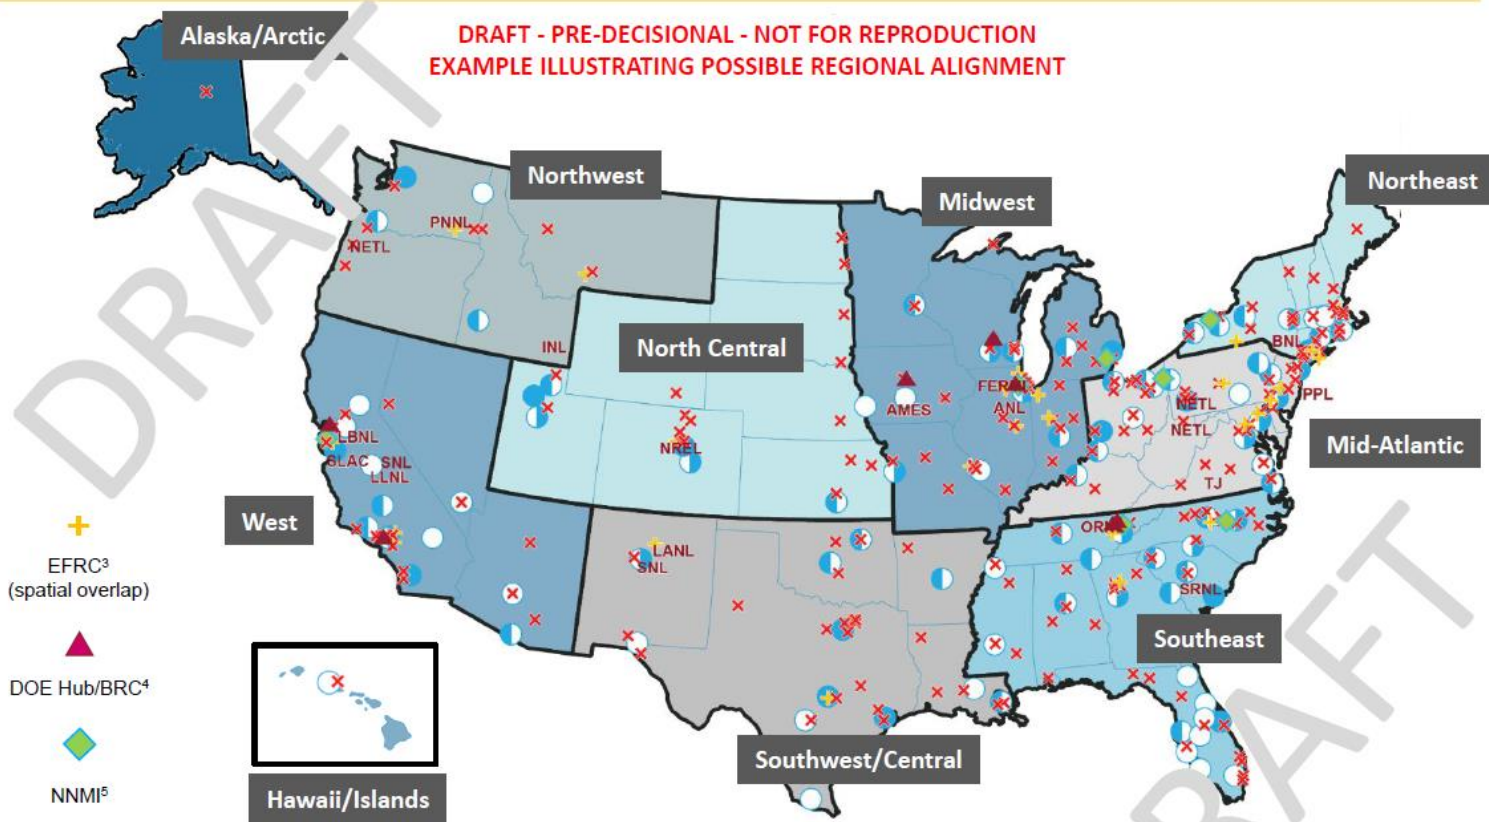 Alaska/Arctic
DRAFT - PRE-DECISIONAL - NOT FOR REPRODUCTION
EXAMPLE ILLUSTRATING POSSIBLE REGIONAL ALIGNMENT
DRAFT
Northwest
Midwest
Northeast
PNNL
NETL
INL
North Central
BNL
FERMI
AMES
ANL
NETL
PPPL
NETL
LBNL
SLAC
SNL
LLNL
NREL
Mid-Atlantic
TJ
West
ORNL
EFRC³
(spatial overlap)
LANL
SNL
SRNL
Southeast
DOE Hub/BRC⁴
DRAFT
Southwest/Central
NNMI⁵
Hawaii/Islands